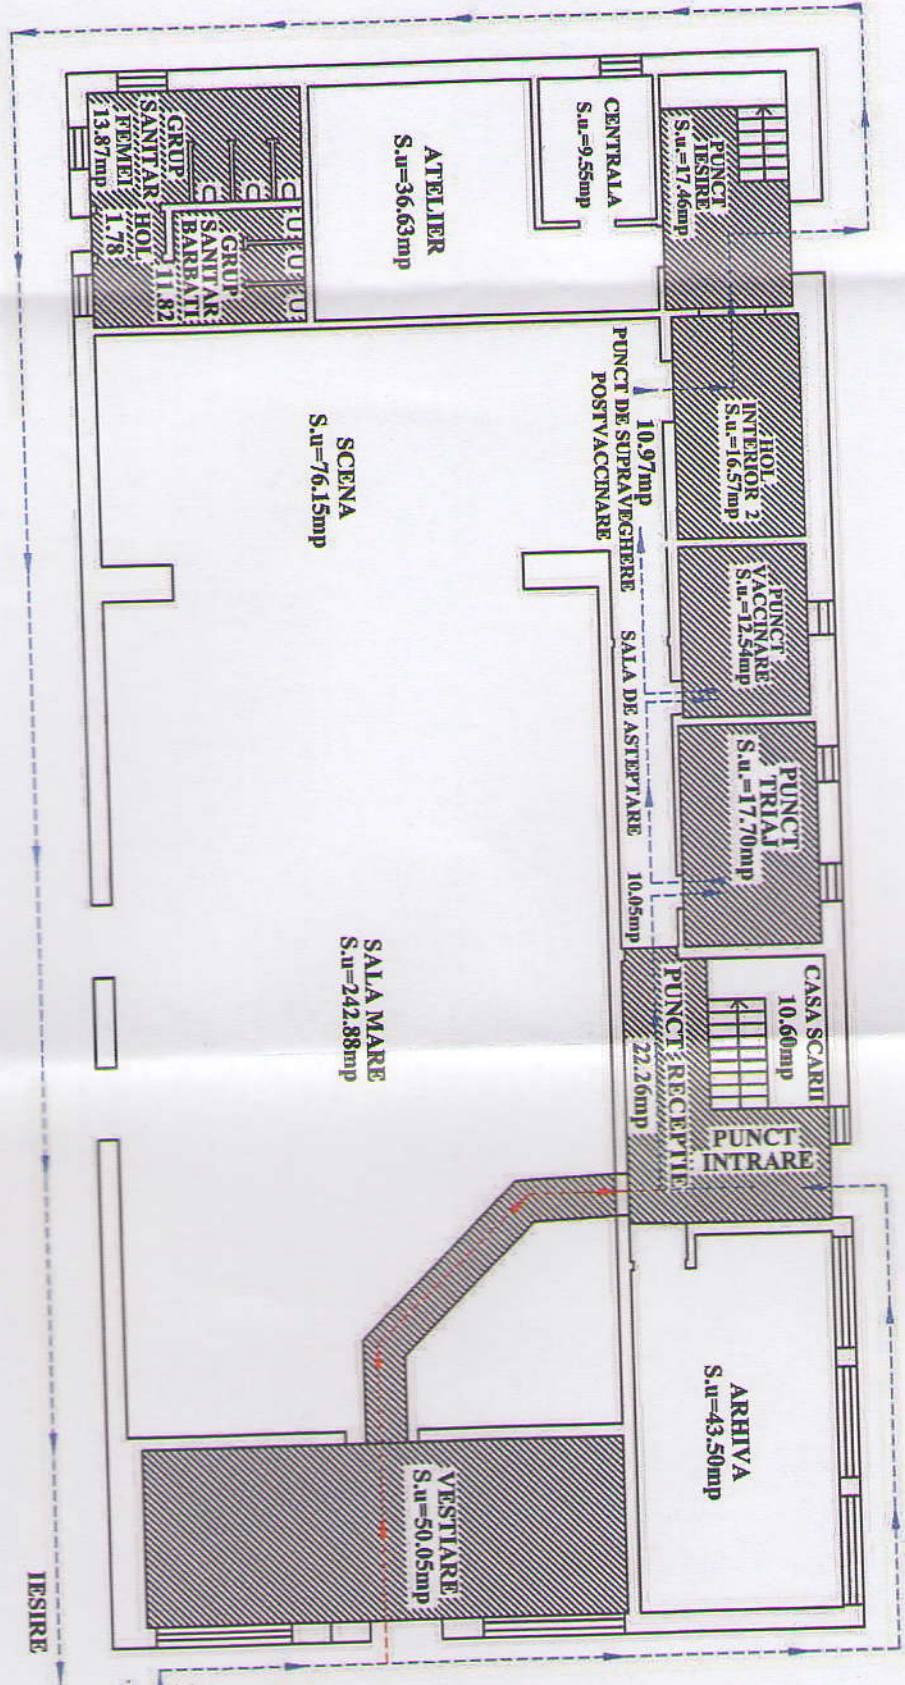 CENTRALA
S.u.=9.55mp
PUNCT
IESIRE
S.u.=17.46mp
ATELIER
S.u=36.63mp
GRUP
SANITAR
FEMEI
13.87mp
HOL
1.78
GRUP
SANITAR
BARBATI
11.82
HOL
INTERIOR 2
S.u.=16.57mp
10.97mp
PUNCT DE SUPRAVEGHERE
POSTVACCINARE
SCENA
S.u=76.15mp
PUNCT
VACCINARE
S.u.=12.54mp
PUNCT
TRIAJ
S.u.=17.70mp
SALA DE ASTEPTARE
10.05mp
SALA MARE
S.u=242.88mp
CASA SCARII
10.60mp
PUNCT RECEPTIE
22.26mp
PUNCT
INTRARE
ARHIVA
S.u=43.50mp
VESTIARE
S.u=50.05mp
IESIRE